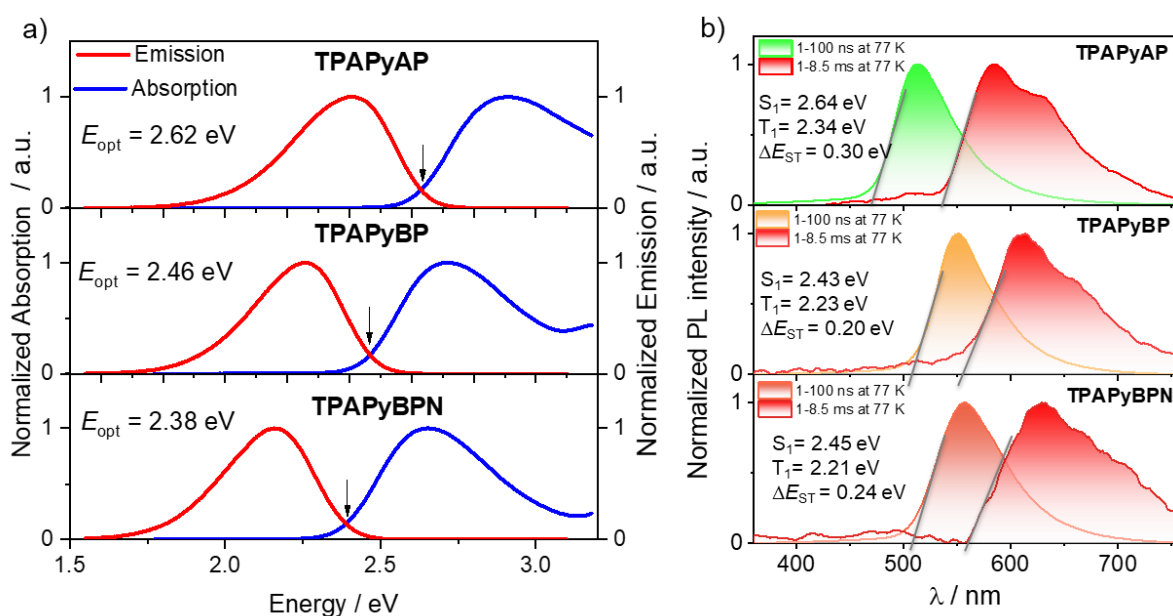 a)
Emission
Absorption
TPAPyAP
E_opt = 2.62 eV
1
1
0
0
TPAPyBP
E_opt = 2.46 eV
1
1
0
0
TPAPyBPN
E_opt = 2.38 eV
1
1
0
0
1.5 2.0 2.5 3.0
Energy / eV
Normalized Absorption / a.u.
Normalized Emission / a.u.
b)
1-100 ns at 77 K
1-8.5 ms at 77 K
TPAPyAP
S₁= 2.64 eV
T₁= 2.34 eV
ΔE_ST = 0.30 eV
1
0
1-100 ns at 77 K
1-8.5 ms at 77 K
TPAPyBP
S₁= 2.43 eV
T₁= 2.23 eV
ΔE_ST = 0.20 eV
1
0
1-100 ns at 77 K
1-8.5 ms at 77 K
TPAPyBPN
S₁= 2.45 eV
T₁= 2.21 eV
ΔE_ST = 0.24 eV
1
0
400 500 600 700
λ / nm
Normalized PL intensity / a.u.